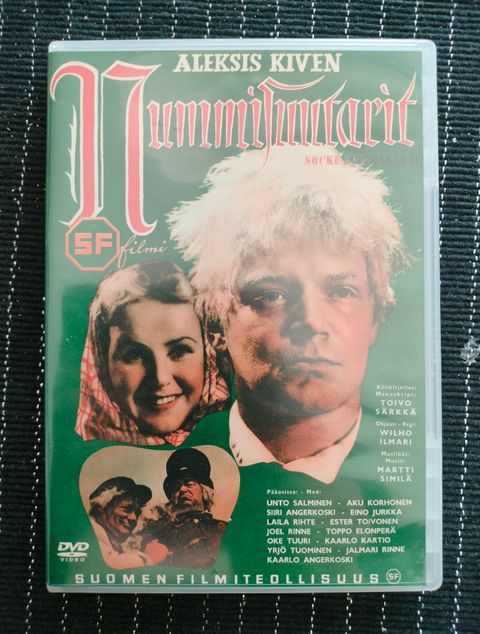 ALEKSIS KIVEN
Nummisuutarit
SF
filmi
Käsikirjoitus:
Manuskript:
TOIVO
SÄRKKÄ
Ohjaus - Regi:
WILHO
ILMARI
Musiikki:
Musik:
MARTTI
SIMILÄ
Pääosissa: - Med:
UNTO SALMINEN - AKU KORHONEN
SIIRI ANGERKOSKI - EINO JURKKA
LAILA RIHTE - ESTER TOIVONEN
JOEL RINNE - TOPPO ELONPERÄ
OKE TUURI - KAARLO KARTIO
YRJÖ TUOMINEN - JALMARI RINNE
KAARLO ANGERKOSKI
DVD
VIDEO
SUOMEN FILMITEOLLISUUS SF